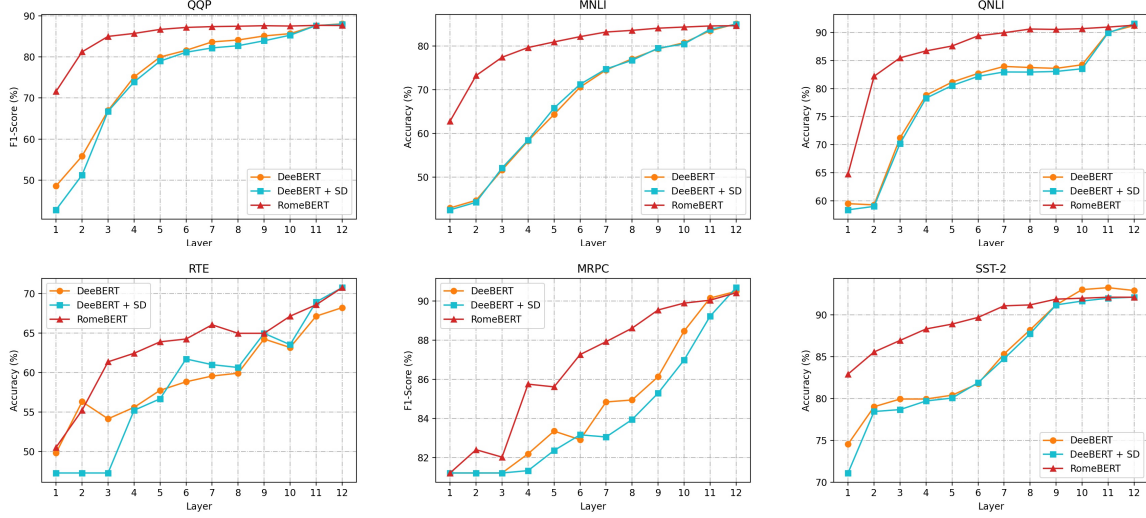 QQP
F1-Score (%)
90
80
70
60
50
DeeBERT
DeeBERT + SD
RomeBERT
1 2 3 4 5 6 7 8 9 10 11 12
Layer
MNLI
Accuracy (%)
80
70
60
50
DeeBERT
DeeBERT + SD
RomeBERT
1 2 3 4 5 6 7 8 9 10 11 12
Layer
QNLI
Accuracy (%)
90
85
80
75
70
65
60
DeeBERT
DeeBERT + SD
RomeBERT
1 2 3 4 5 6 7 8 9 10 11 12
Layer
RTE
Accuracy (%)
70
65
60
55
50
DeeBERT
DeeBERT + SD
RomeBERT
1 2 3 4 5 6 7 8 9 10 11 12
Layer
MRPC
F1-Score (%)
90
88
86
84
82
DeeBERT
DeeBERT + SD
RomeBERT
1 2 3 4 5 6 7 8 9 10 11 12
Layer
SST-2
Accuracy (%)
90
85
80
75
70
DeeBERT
DeeBERT + SD
RomeBERT
1 2 3 4 5 6 7 8 9 10 11 12
Layer